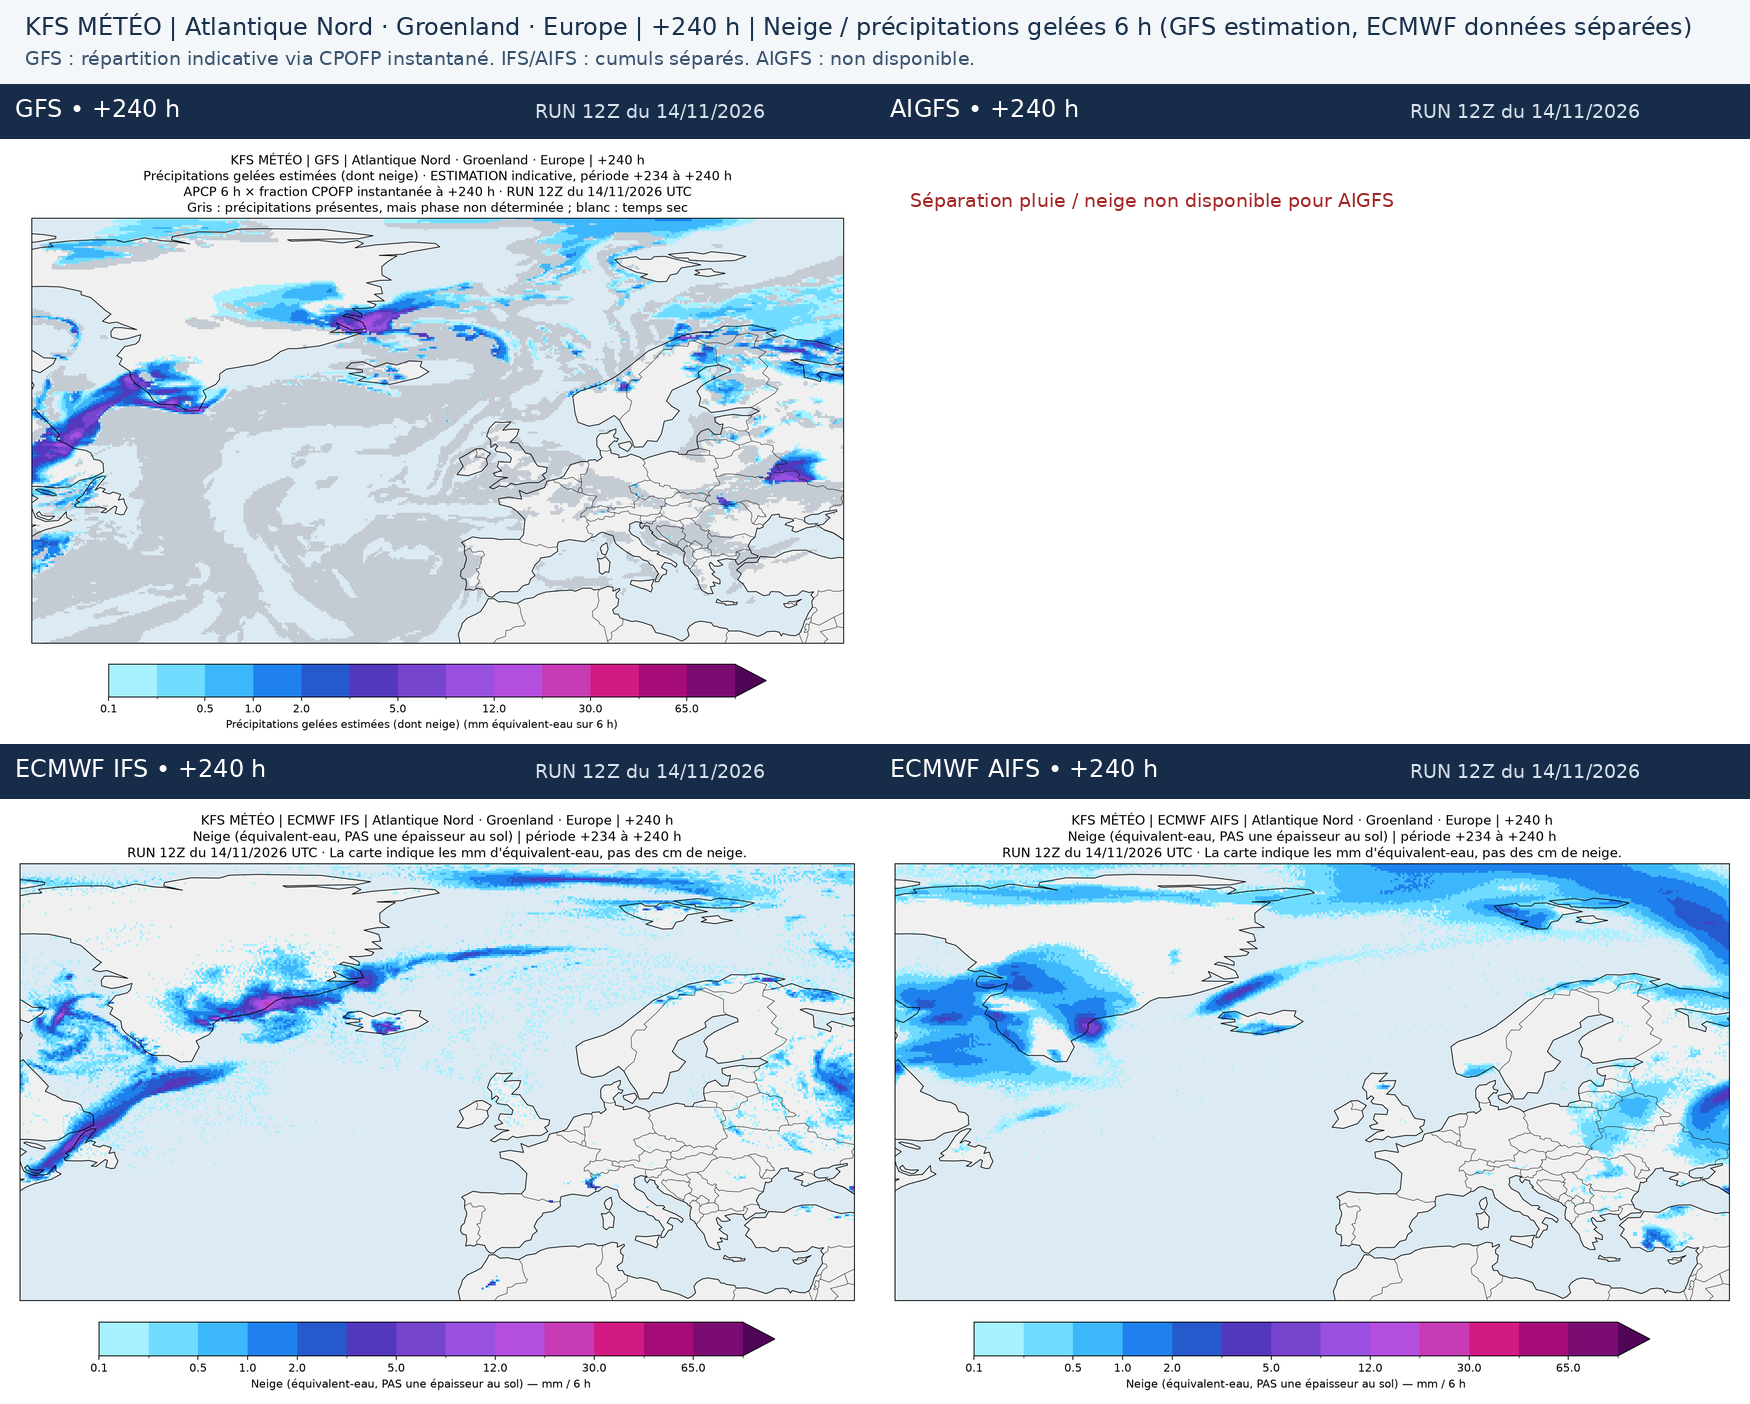 KFS MÉTÉO | Atlantique Nord · Groenland · Europe | +240 h | Neige / précipitations gelées 6 h (GFS estimation, ECMWF données séparées)
GFS : répartition indicative via CPOFP instantané. IFS/AIFS : cumuls séparés. AIGFS : non disponible.
GFS • +240 h
RUN 12Z du 14/11/2026
AIGFS • +240 h
RUN 12Z du 14/11/2026
KFS MÉTÉO | GFS | Atlantique Nord · Groenland · Europe | +240 h
Précipitations gelées estimées (dont neige) · ESTIMATION indicative, période +234 à +240 h
APCP 6 h × fraction CPOFP instantanée à +240 h · RUN 12Z du 14/11/2026 UTC
Gris : précipitations présentes, mais phase non déterminée ; blanc : temps sec
Séparation pluie / neige non disponible pour AIGFS
0.1 0.5 1.0 2.0 5.0 12.0 30.0 65.0
Précipitations gelées estimées (dont neige) (mm équivalent-eau sur 6 h)
ECMWF IFS • +240 h
RUN 12Z du 14/11/2026
ECMWF AIFS • +240 h
RUN 12Z du 14/11/2026
KFS MÉTÉO | ECMWF IFS | Atlantique Nord · Groenland · Europe | +240 h
Neige (équivalent-eau, PAS une épaisseur au sol) | période +234 à +240 h
RUN 12Z du 14/11/2026 UTC · La carte indique les mm d'équivalent-eau, pas des cm de neige.
0.1 0.5 1.0 2.0 5.0 12.0 30.0 65.0
Neige (équivalent-eau, PAS une épaisseur au sol) — mm / 6 h
KFS MÉTÉO | ECMWF AIFS | Atlantique Nord · Groenland · Europe | +240 h
Neige (équivalent-eau, PAS une épaisseur au sol) | période +234 à +240 h
RUN 12Z du 14/11/2026 UTC · La carte indique les mm d'équivalent-eau, pas des cm de neige.
0.1 0.5 1.0 2.0 5.0 12.0 30.0 65.0
Neige (équivalent-eau, PAS une épaisseur au sol) — mm / 6 h